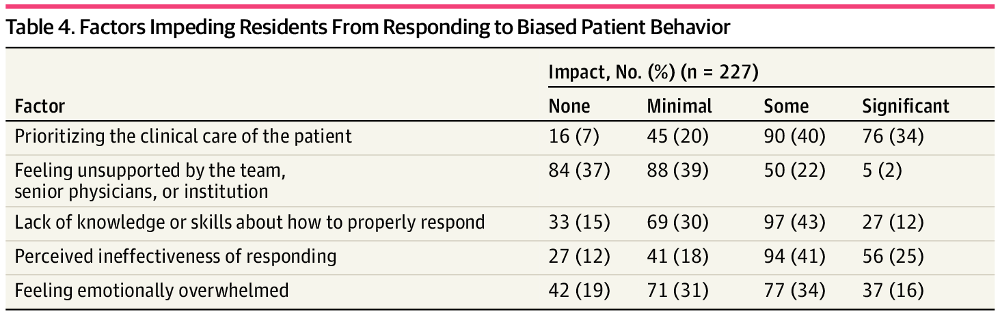 Table 4. Factors Impeding Residents From Responding to Biased Patient Behavior
Impact, No. (%) (n = 227)
Factor None Minimal Some Significant
Prioritizing the clinical care of the patient 16 (7) 45 (20) 90 (40) 76 (34)
Feeling unsupported by the team, 84 (37) 88 (39) 50 (22) 5 (2)
senior physicians, or institution
Lack of knowledge or skills about how to properly respond 33 (15) 69 (30) 97 (43) 27 (12)
Perceived ineffectiveness of responding 27 (12) 41 (18) 94 (41) 56 (25)
Feeling emotionally overwhelmed 42 (19) 71 (31) 77 (34) 37 (16)